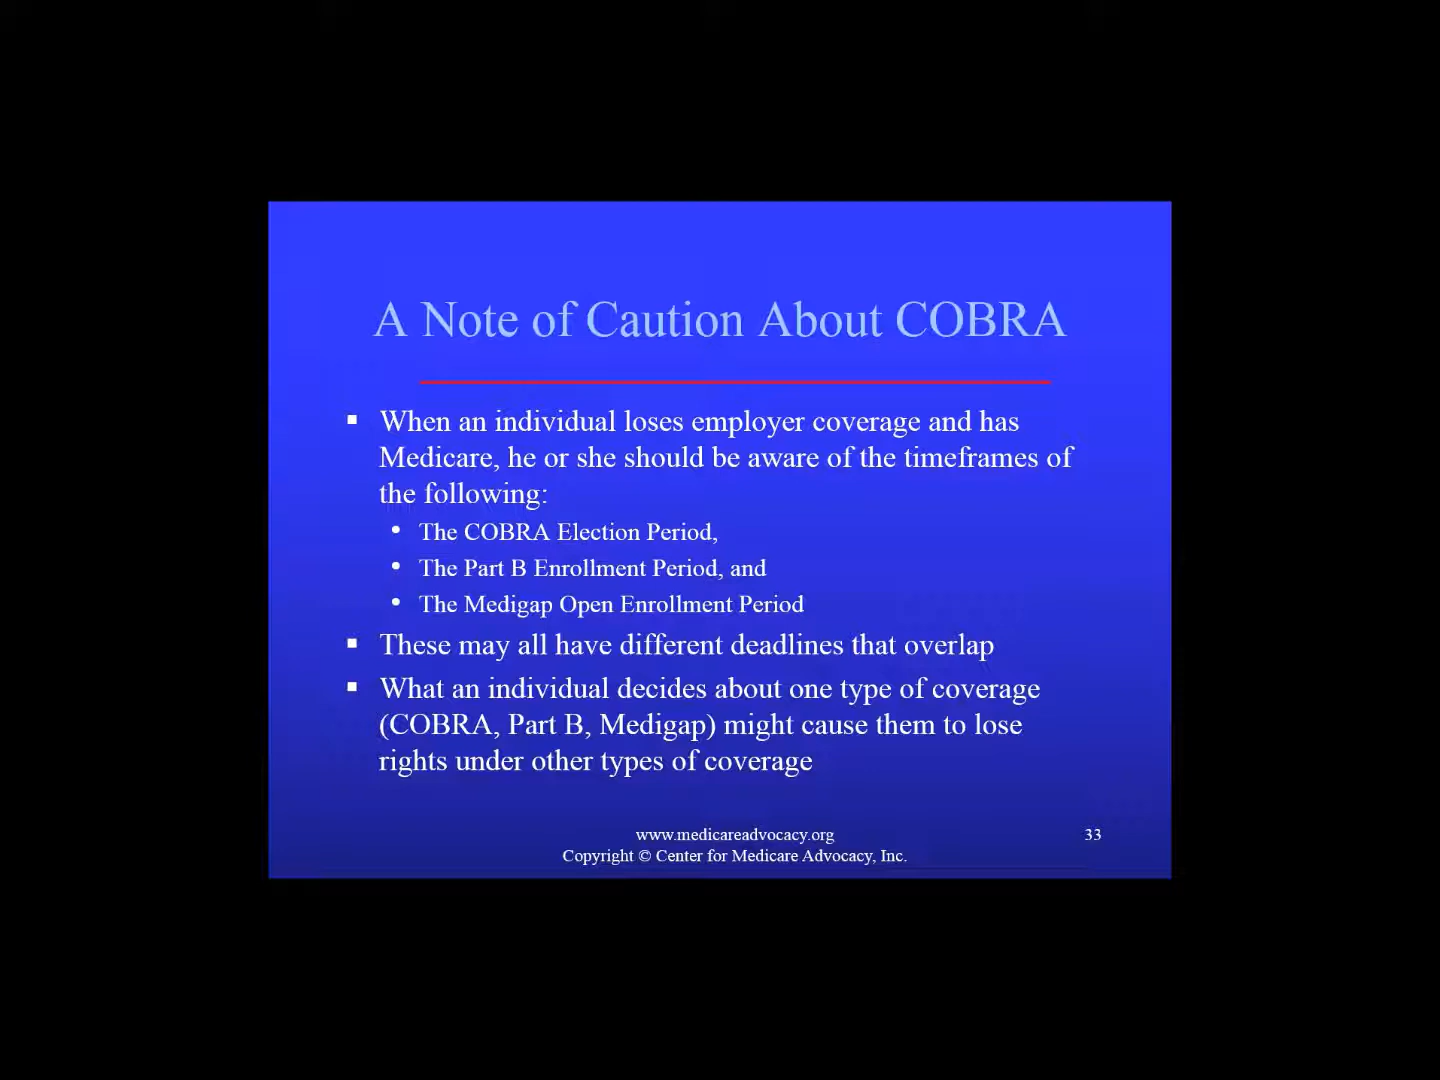 A Note of Caution About COBRA
▪ When an individual loses employer coverage and has
Medicare, he or she should be aware of the timeframes of
the following:
• The COBRA Election Period,
• The Part B Enrollment Period, and
• The Medigap Open Enrollment Period
▪ These may all have different deadlines that overlap
▪ What an individual decides about one type of coverage
(COBRA, Part B, Medigap) might cause them to lose
rights under other types of coverage
www.medicareadvocacy.org
33
Copyright © Center for Medicare Advocacy, Inc.